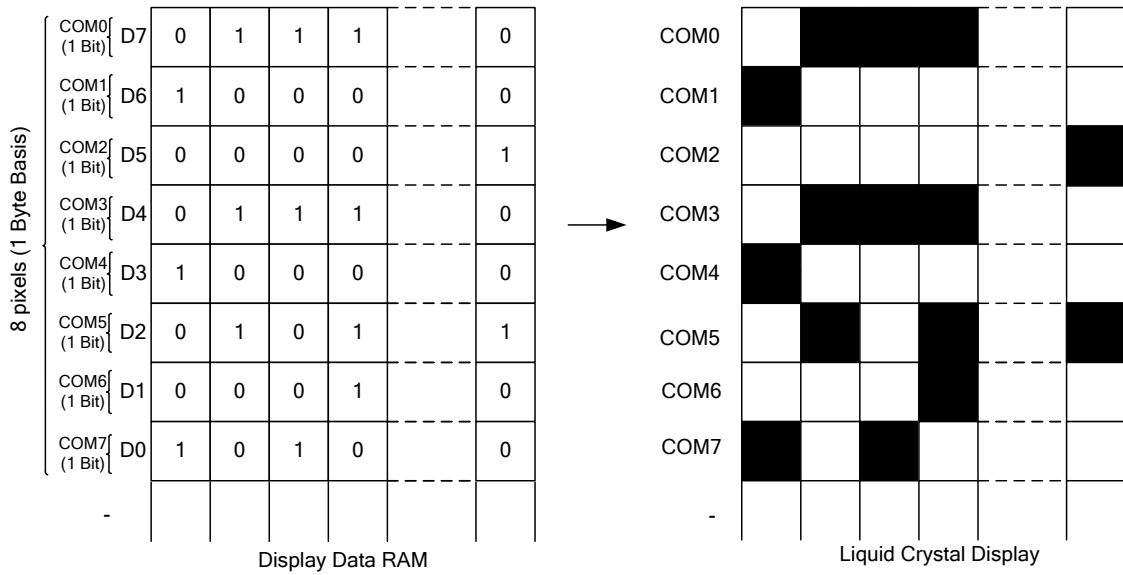 8 pixels (1 Byte Basis)
COM0 (1 Bit) D7 0 1 1 1 0
COM1 (1 Bit) D6 1 0 0 0 0
COM2 (1 Bit) D5 0 0 0 0 1
COM3 (1 Bit) D4 0 1 1 1 0
COM4 (1 Bit) D3 1 0 0 0 0
COM5 (1 Bit) D2 0 1 0 1 1
COM6 (1 Bit) D1 0 0 0 1 0
COM7 (1 Bit) D0 1 0 1 0 0
-
Display Data RAM
COM0
COM1
COM2
COM3
COM4
COM5
COM6
COM7
-
Liquid Crystal Display